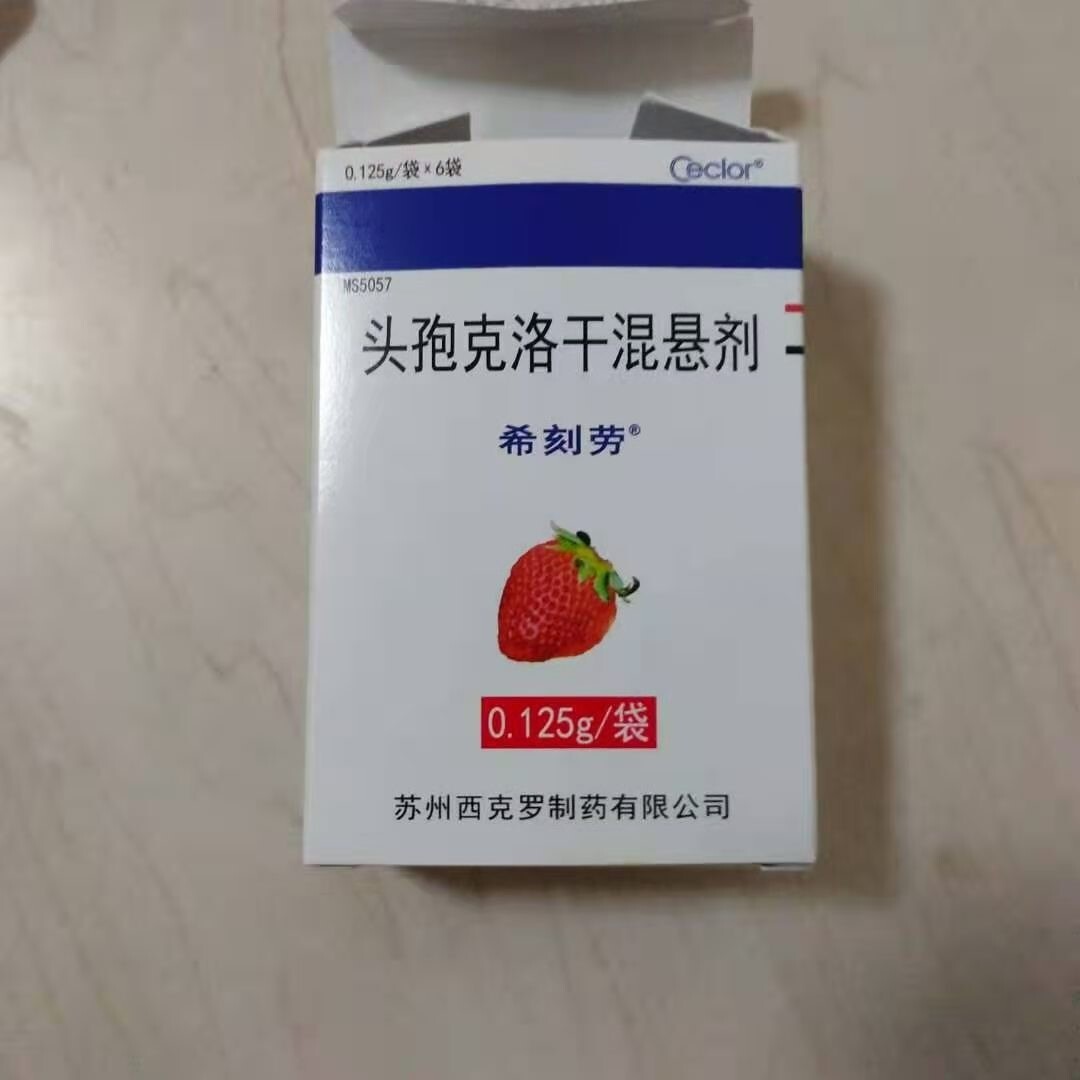 0.125g/袋×6袋 Ceclor®
MS5057
头孢克洛干混悬剂
希刻劳®
0.125g/袋
苏州西克罗制药有限公司